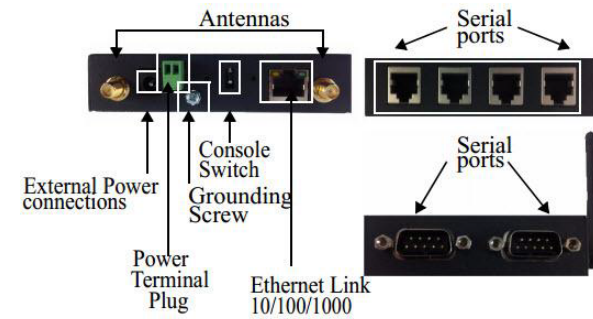 Antennas
Serial
ports
Serial
ports
Console
Switch
External Power
connections
Grounding
Screw
Power
Terminal
Plug
Ethernet Link
10/100/1000